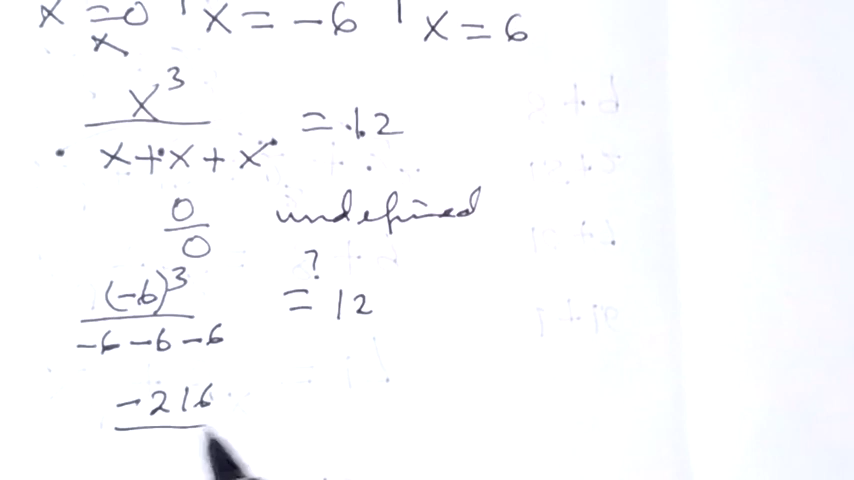 x = 0 , x = -6 , x = 6
x
x³ / x + x + x = 12
0 / 0 undefined
(-6)³ / -6 -6 -6 =? 12
-216